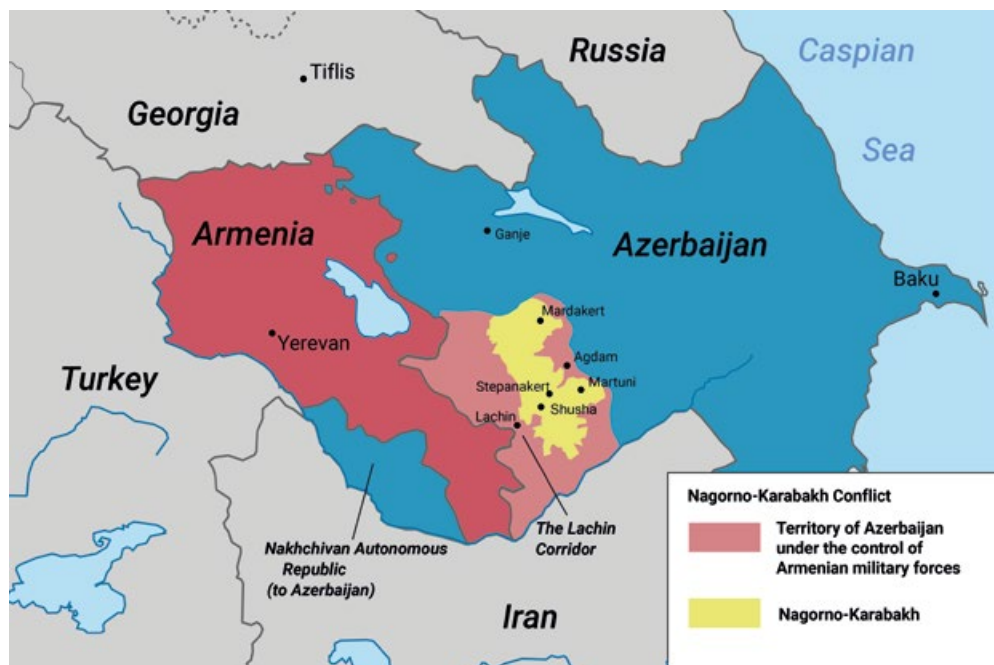 Russia
Caspian
Sea
Tiflis
Georgia
Armenia
Ganje
Azerbaijan
Baku
Mardakert
Yerevan
Agdam
Turkey
Stepanakert
Martuni
Shusha
Lachin
The Lachin
Corridor
Nakhchivan Autonomous
Republic
(to Azerbaijan)
Iran
Nagorno-Karabakh Conflict
Territory of Azerbaijan
under the control of
Armenian military forces
Nagorno-Karabakh